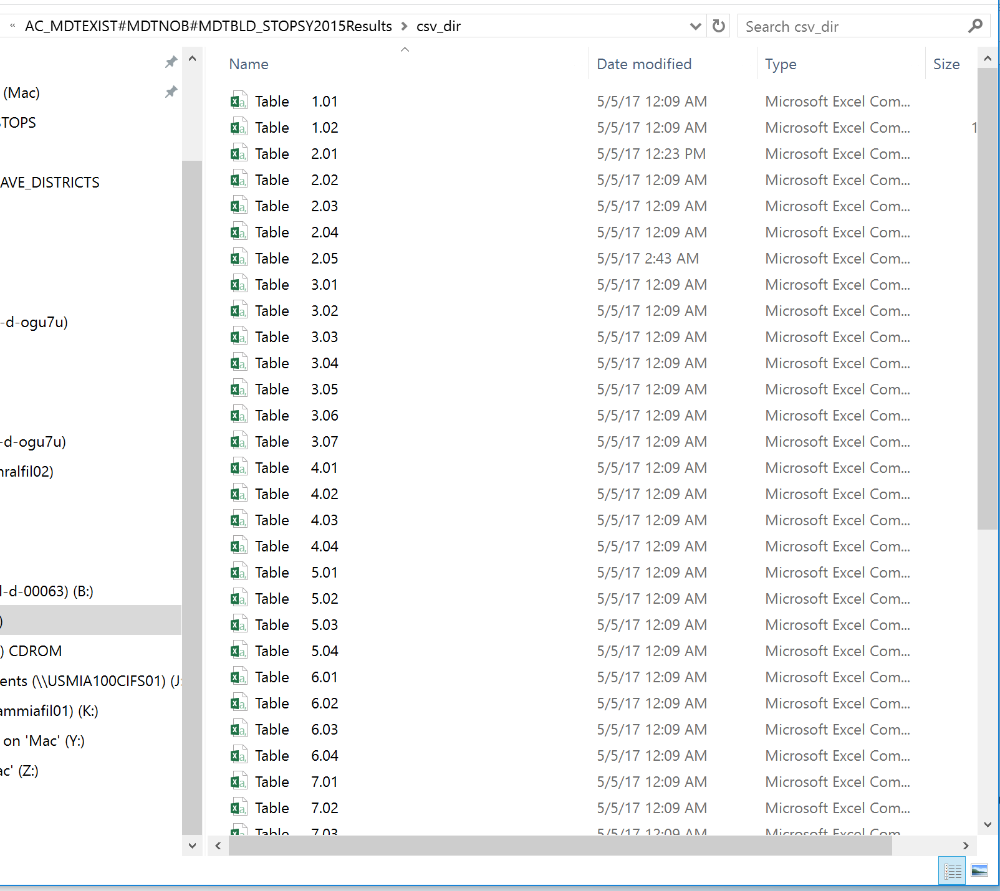 « AC_MDTEXIST#MDTNOB#MDTBLD_STOPSY2015Results > csv_dir
Search csv_dir
(Mac)
STOPS
AVE_DISTRICTS
-d-ogu7u)
-d-ogu7u)
nralfil02)
l-d-00063) (B:)
)
) CDROM
ents (\\USMIA100CIFS01) (J:
ammiafil01) (K:)
on 'Mac' (Y:)
ac' (Z:)
Name Date modified Type Size
Table 1.01 5/5/17 12:09 AM Microsoft Excel Com...
Table 1.02 5/5/17 12:09 AM Microsoft Excel Com... 1
Table 2.01 5/5/17 12:23 PM Microsoft Excel Com...
Table 2.02 5/5/17 12:09 AM Microsoft Excel Com...
Table 2.03 5/5/17 12:09 AM Microsoft Excel Com...
Table 2.04 5/5/17 12:09 AM Microsoft Excel Com...
Table 2.05 5/5/17 2:43 AM Microsoft Excel Com...
Table 3.01 5/5/17 12:09 AM Microsoft Excel Com...
Table 3.02 5/5/17 12:09 AM Microsoft Excel Com...
Table 3.03 5/5/17 12:09 AM Microsoft Excel Com...
Table 3.04 5/5/17 12:09 AM Microsoft Excel Com...
Table 3.05 5/5/17 12:09 AM Microsoft Excel Com...
Table 3.06 5/5/17 12:09 AM Microsoft Excel Com...
Table 3.07 5/5/17 12:09 AM Microsoft Excel Com...
Table 4.01 5/5/17 12:09 AM Microsoft Excel Com...
Table 4.02 5/5/17 12:09 AM Microsoft Excel Com...
Table 4.03 5/5/17 12:09 AM Microsoft Excel Com...
Table 4.04 5/5/17 12:09 AM Microsoft Excel Com...
Table 5.01 5/5/17 12:09 AM Microsoft Excel Com...
Table 5.02 5/5/17 12:09 AM Microsoft Excel Com...
Table 5.03 5/5/17 12:09 AM Microsoft Excel Com...
Table 5.04 5/5/17 12:09 AM Microsoft Excel Com...
Table 6.01 5/5/17 12:09 AM Microsoft Excel Com...
Table 6.02 5/5/17 12:09 AM Microsoft Excel Com...
Table 6.03 5/5/17 12:09 AM Microsoft Excel Com...
Table 6.04 5/5/17 12:09 AM Microsoft Excel Com...
Table 7.01 5/5/17 12:09 AM Microsoft Excel Com...
Table 7.02 5/5/17 12:09 AM Microsoft Excel Com...
Table 7.03 5/5/17 12:09 AM Microsoft Excel Com